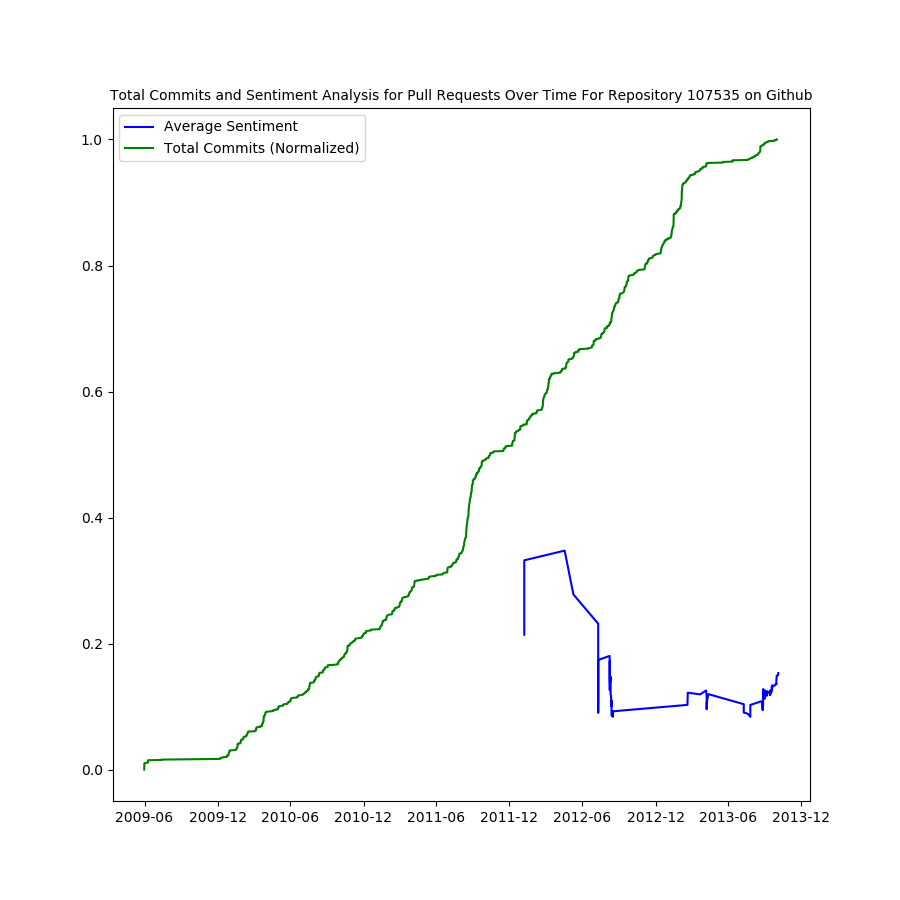 Total Commits and Sentiment Analysis for Pull Requests Over Time For Repository 107535 on Github
Average Sentiment
Total Commits (Normalized)
1.0
0.8
0.6
0.4
0.2
0.0
2009-06 2009-12 2010-06 2010-12 2011-06 2011-12 2012-06 2012-12 2013-06 2013-12